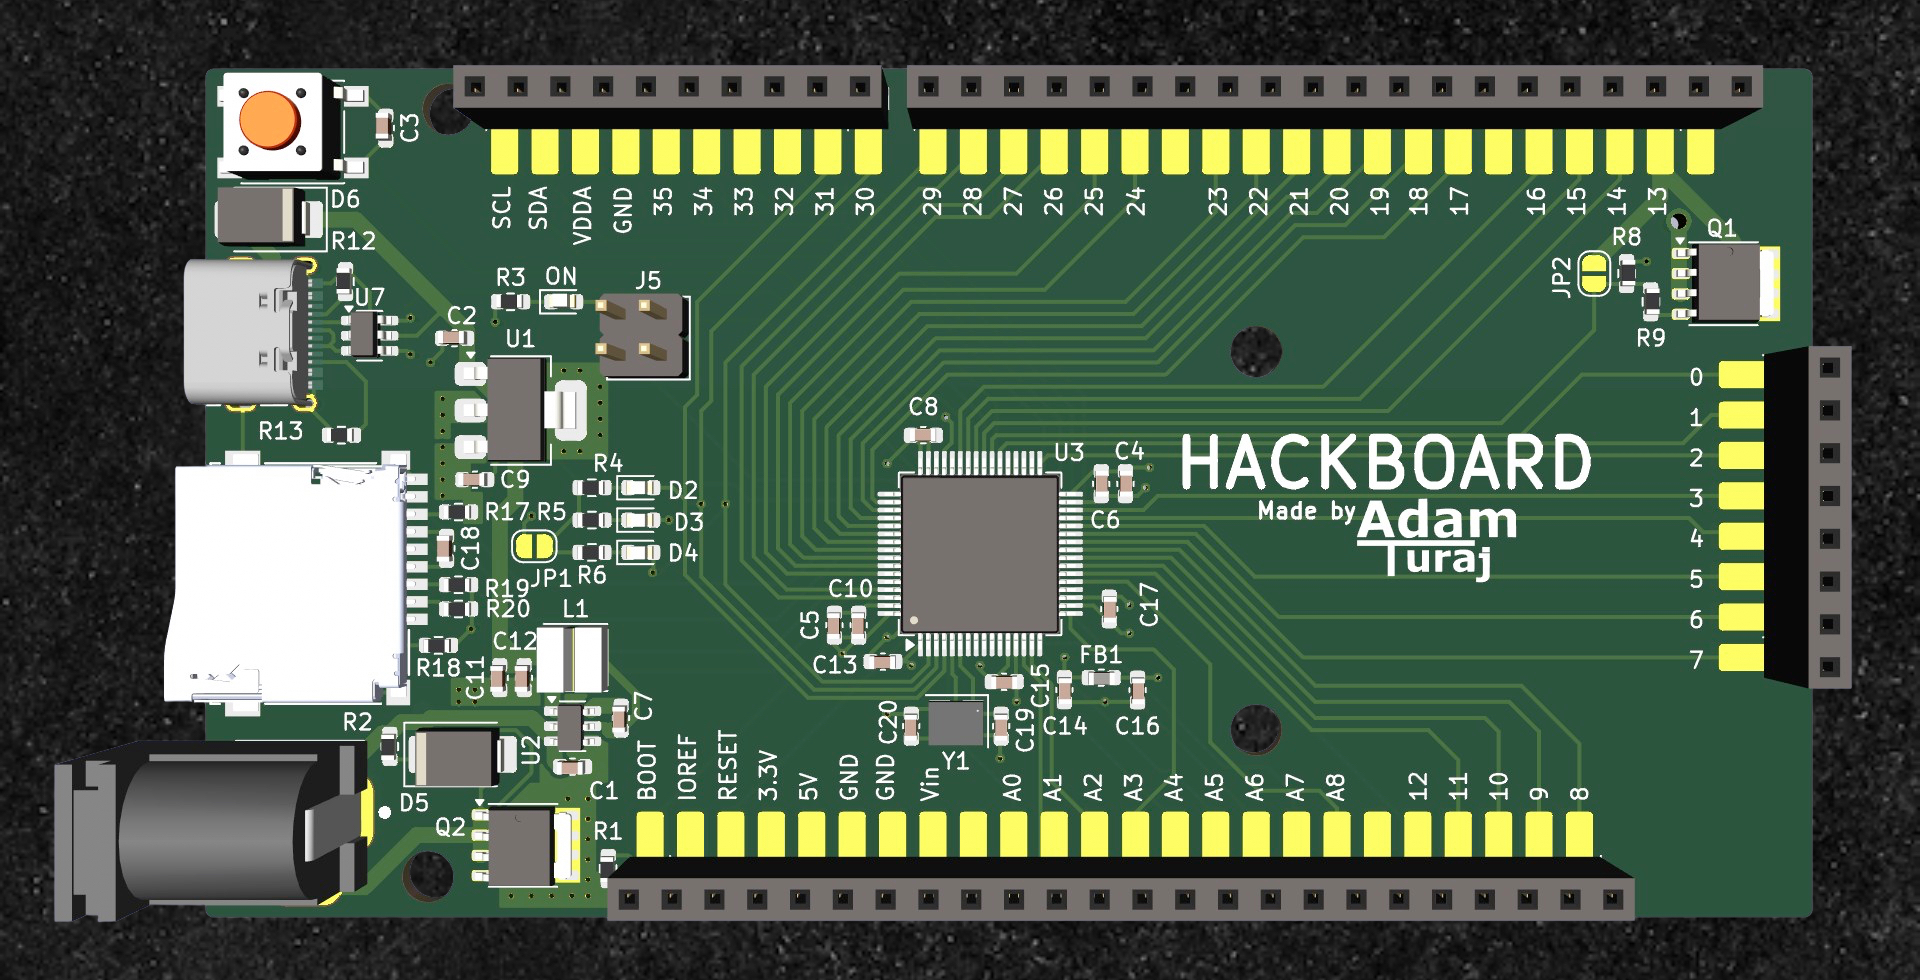 C3
D6
R12
SCL
SDA
VDDA
GND
35
34
33
32
31
30
29
28
27
26
25
24
23
22
21
20
19
18
17
16
15
14
13
Q1
R8
JP2
R9
U7
R3
ON
J5
C2
U1
0
1
2
3
4
5
6
7
R13
C8
U3
C4
C6
HACKBOARD
Made by Adam
Turaj
R4
C9
D2
R17
R5
D3
C18
D4
JP1
R6
R19
R20
L1
C10
C5
C17
C12
R18
C11
C13
FB1
C15
C14
C16
C7
R2
U2
C20
C19
Y1
D5
C1
Q2
R1
BOOT
IOREF
RESET
3.3V
5V
GND
GND
Vin
A0
A1
A2
A3
A4
A5
A6
A7
A8
12
11
10
9
8